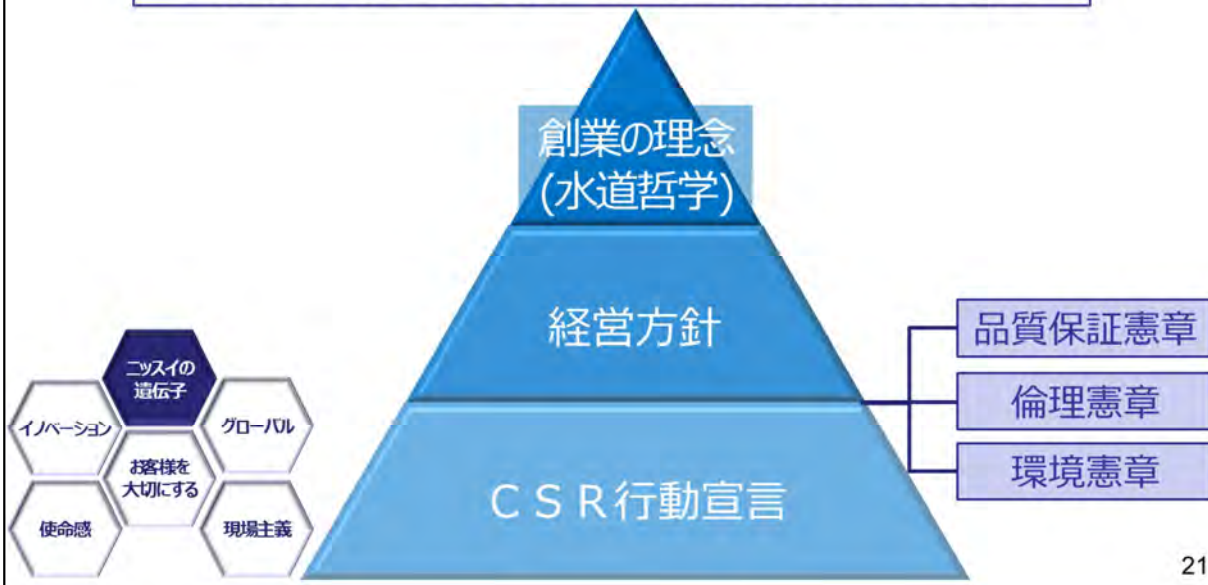 創業の理念
(水道哲学)
経営方針
ＣＳＲ行動宣言
品質保証憲章
倫理憲章
環境憲章
ニッスイの
遺伝子
イノベーション
グローバル
お客様を
大切にする
使命感
現場主義
21